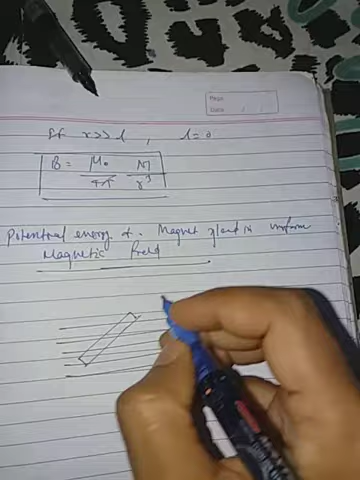 Page
Date / /
If r>>l , l=0
B = μ₀/4π M/r³
Potential energy of Magnet placed in uniform
Magnetic field